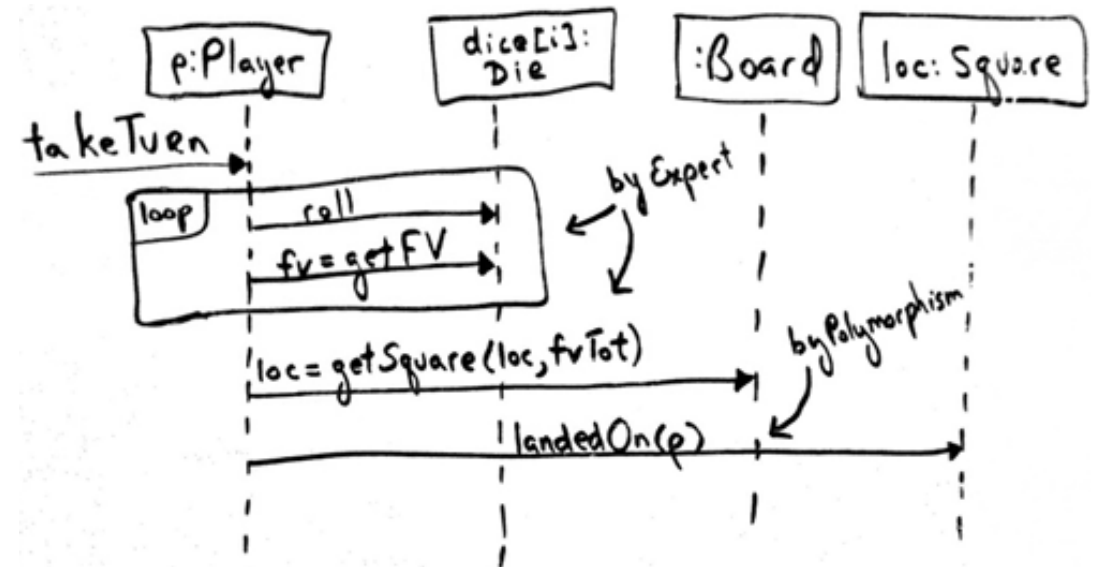 p:Player
dice[i]:
Die
:Board
loc: Square
takeTurn
loop
roll
fv=getFV
by Expert
loc=getSquare(loc,fvTot)
by Polymorphism
landedOn(p)